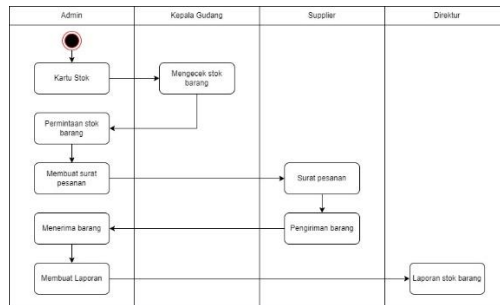 Admin
Kepala Gudang
Supplier
Direktur
Kartu Stok
Mengecek stok
barang
Permintaan stok
barang
Membuat surat
pesanan
Surat pesanan
Menerima barang
Pengiriman barang
Membuat Laporan
Laporan stok barang